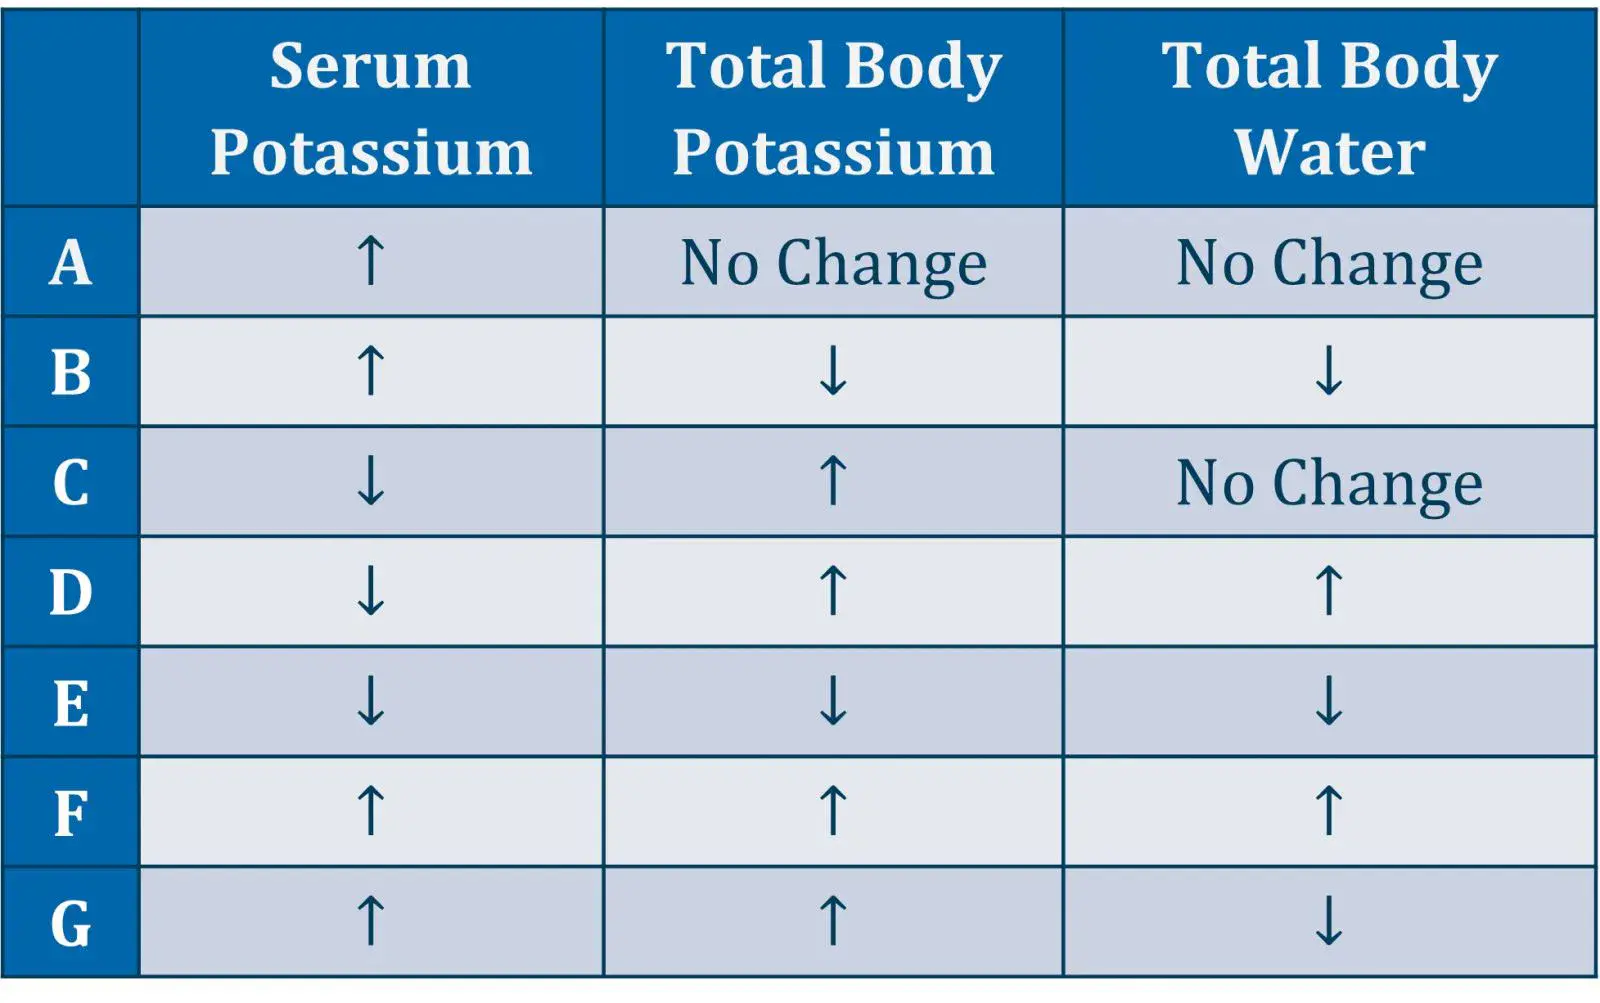 Serum Potassium Total Body Potassium Total Body Water
A ↑ No Change No Change
B ↑ ↓ ↓
C ↓ ↑ No Change
D ↓ ↑ ↑
E ↓ ↓ ↓
F ↑ ↑ ↑
G ↑ ↑ ↓